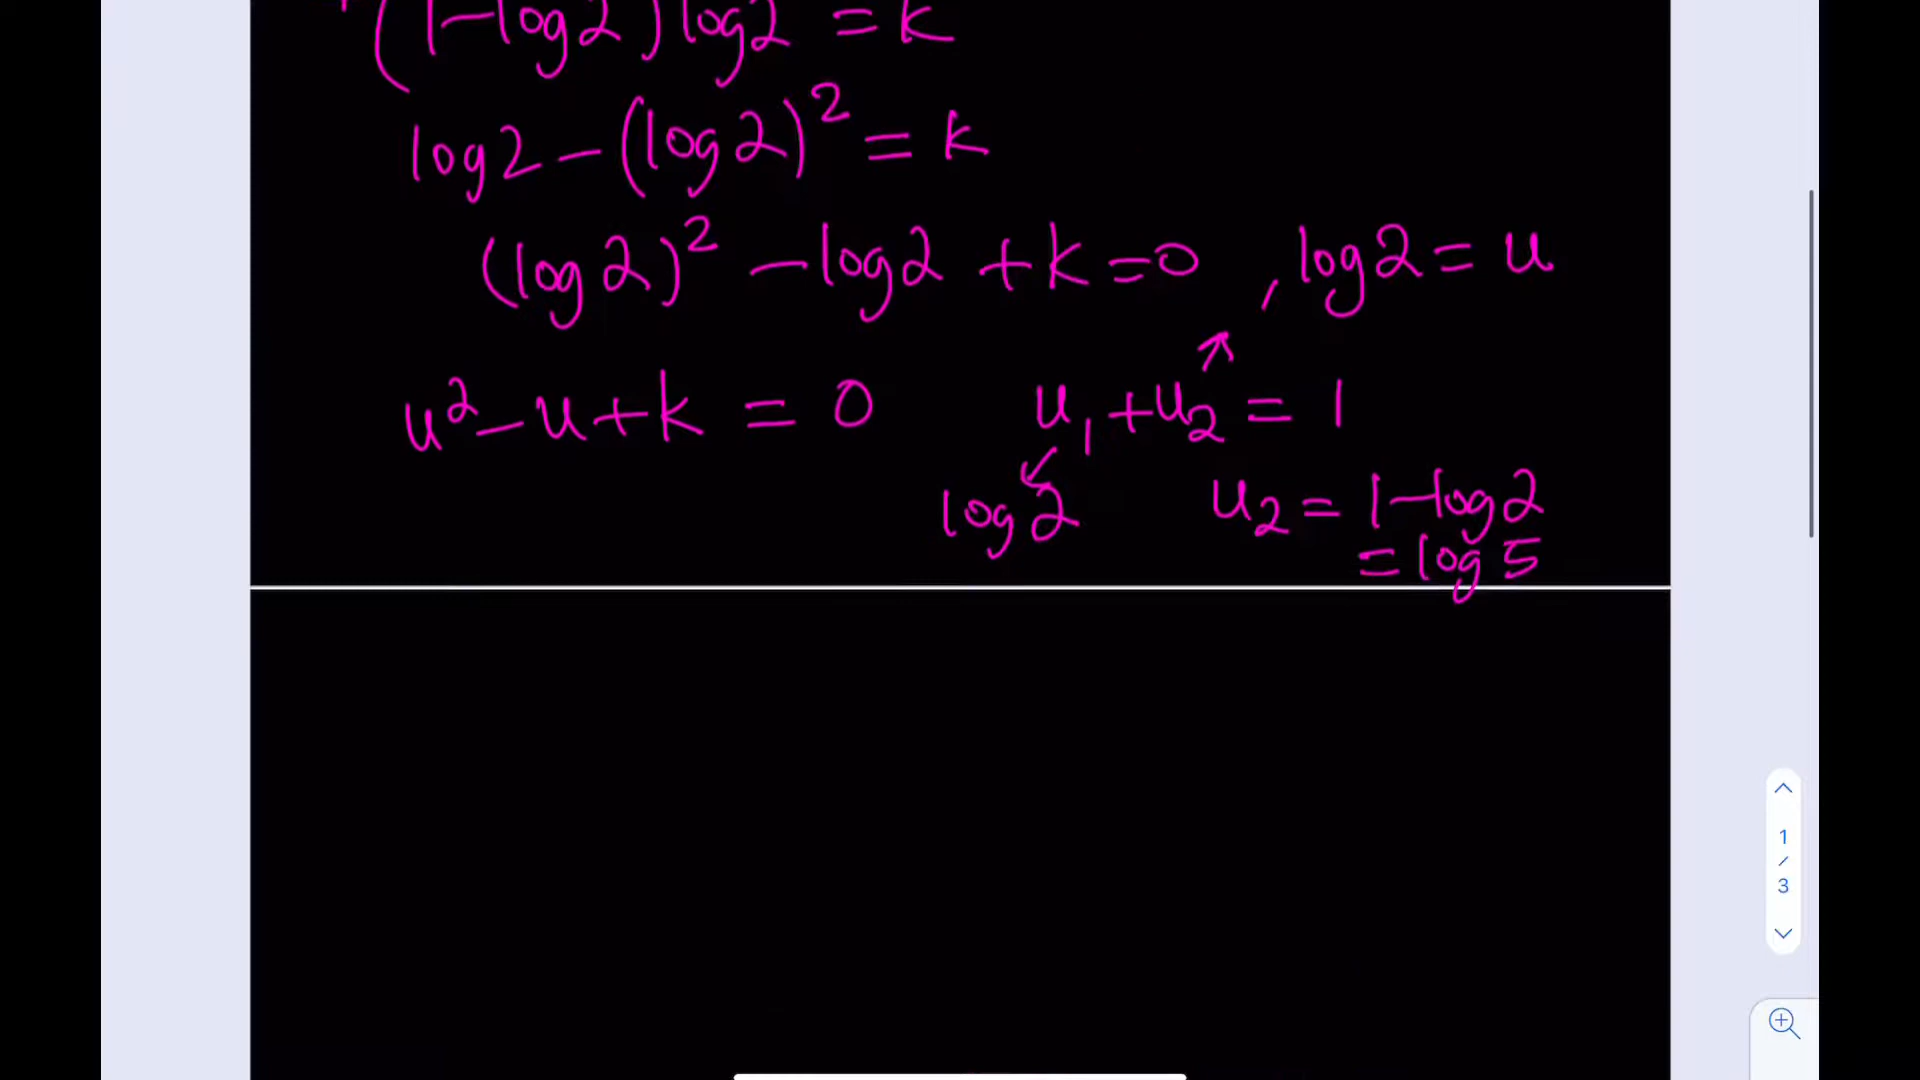 (1-log2)log2 = k
log2 - (log2)² = k
(log2)² - log2 + k = 0 , log2 = u
u² - u + k = 0 u₁ + u₂ = 1
log2 u₂ = 1 - log2
= log5
1
/
3